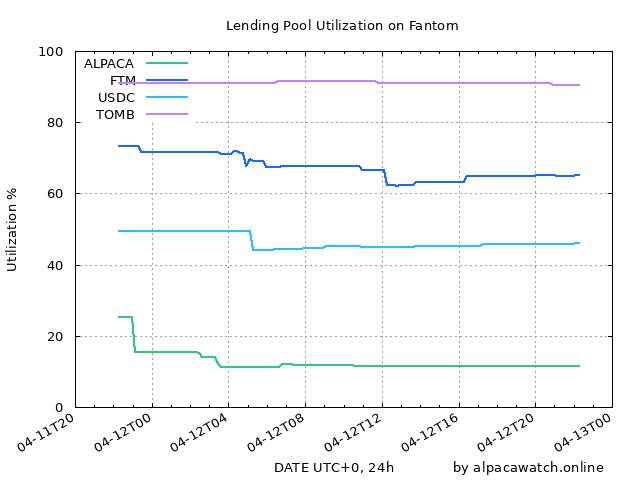 Lending Pool Utilization on Fantom
100
80
60
40
20
0
Utilization %
ALPACA
FTM
USDC
TOMB
04-11T20
04-12T00
04-12T04
04-12T08
04-12T12
04-12T16
04-12T20
04-13T00
DATE UTC+0, 24h
by alpacawatch.online